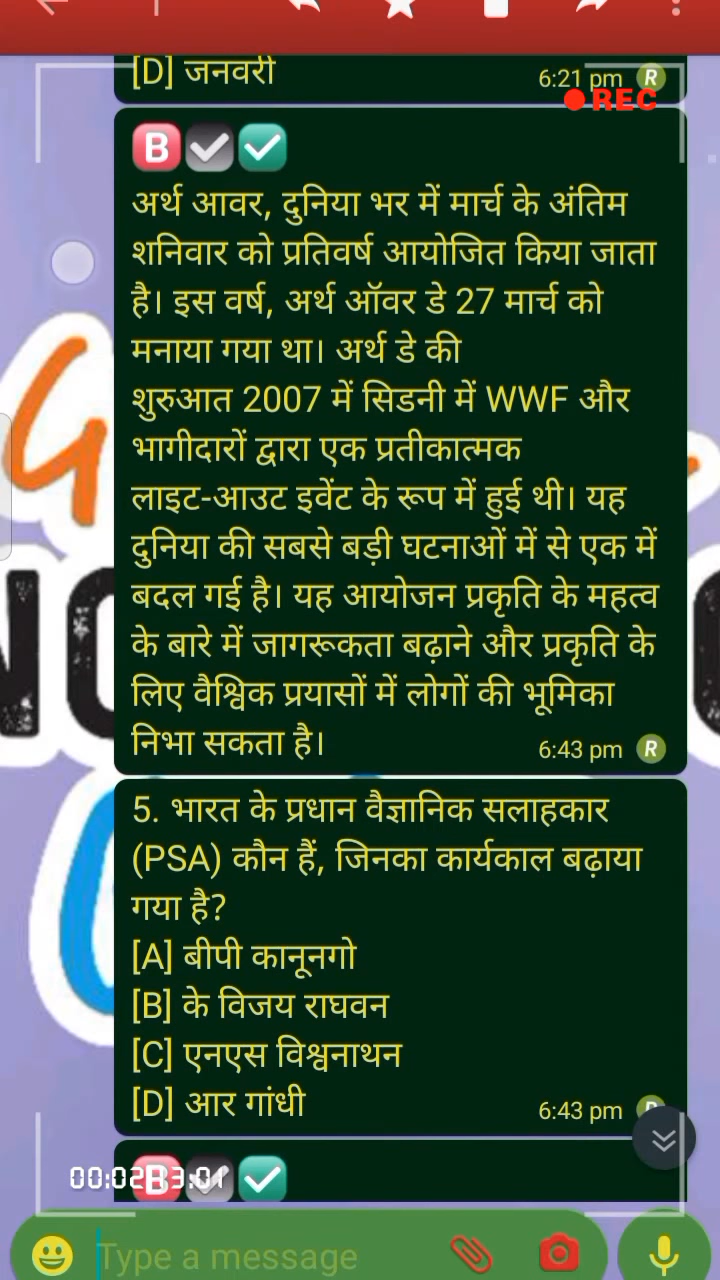 [D] जनवरी
6:21 pm R
REC
B
अर्थ आवर, दुनिया भर में मार्च के अंतिम
शनिवार को प्रतिवर्ष आयोजित किया जाता
है। इस वर्ष, अर्थ ऑवर डे 27 मार्च को
मनाया गया था। अर्थ डे की
शुरुआत 2007 में सिडनी में WWF और
भागीदारों द्वारा एक प्रतीकात्मक
लाइट-आउट इवेंट के रूप में हुई थी। यह
दुनिया की सबसे बड़ी घटनाओं में से एक में
बदल गई है। यह आयोजन प्रकृति के महत्व
के बारे में जागरूकता बढ़ाने और प्रकृति के
लिए वैश्विक प्रयासों में लोगों की भूमिका
निभा सकता है।
6:43 pm R
5. भारत के प्रधान वैज्ञानिक सलाहकार
(PSA) कौन हैं, जिनका कार्यकाल बढ़ाया
गया है?
[A] बीपी कानूनगो
[B] के विजय राघवन
[C] एनएस विश्वनाथन
[D] आर गांधी
6:43 pm
B
Type a message